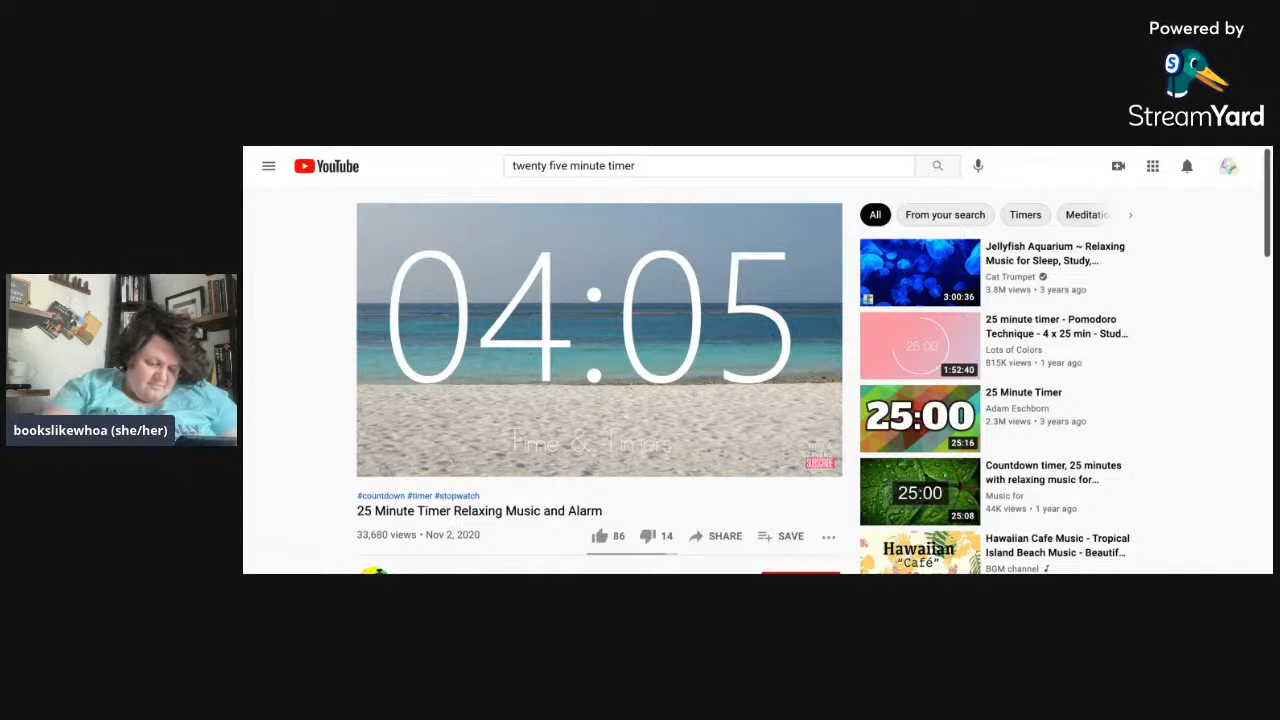 Powered by
StreamYard
YouTube
twenty five minute timer
04:05
Time & Timers
SUBSCRIBE
#countdown #timer #stopwatch
25 Minute Timer Relaxing Music and Alarm
33,680 views • Nov 2, 2020
86
14
SHARE
SAVE
All
From your search
Timers
Meditatio
Jellyfish Aquarium ~ Relaxing
Music for Sleep, Study,...
Cat Trumpet
3.8M views • 3 years ago
3:00:36
25 minute timer - Pomodoro
Technique - 4 x 25 min - Stud...
Lots of Colors
815K views • 1 year ago
25:00
1:52:40
25 Minute Timer
Adam Eschborn
2.3M views • 3 years ago
25:00
25:16
Countdown timer, 25 minutes
with relaxing music for...
Music for
44K views • 1 year ago
25:00
25:08
Hawaiian Cafe Music - Tropical
Island Beach Music - Beautif...
BGM channel
Hawaiian
"Café"
bookslikewhoa (she/her)